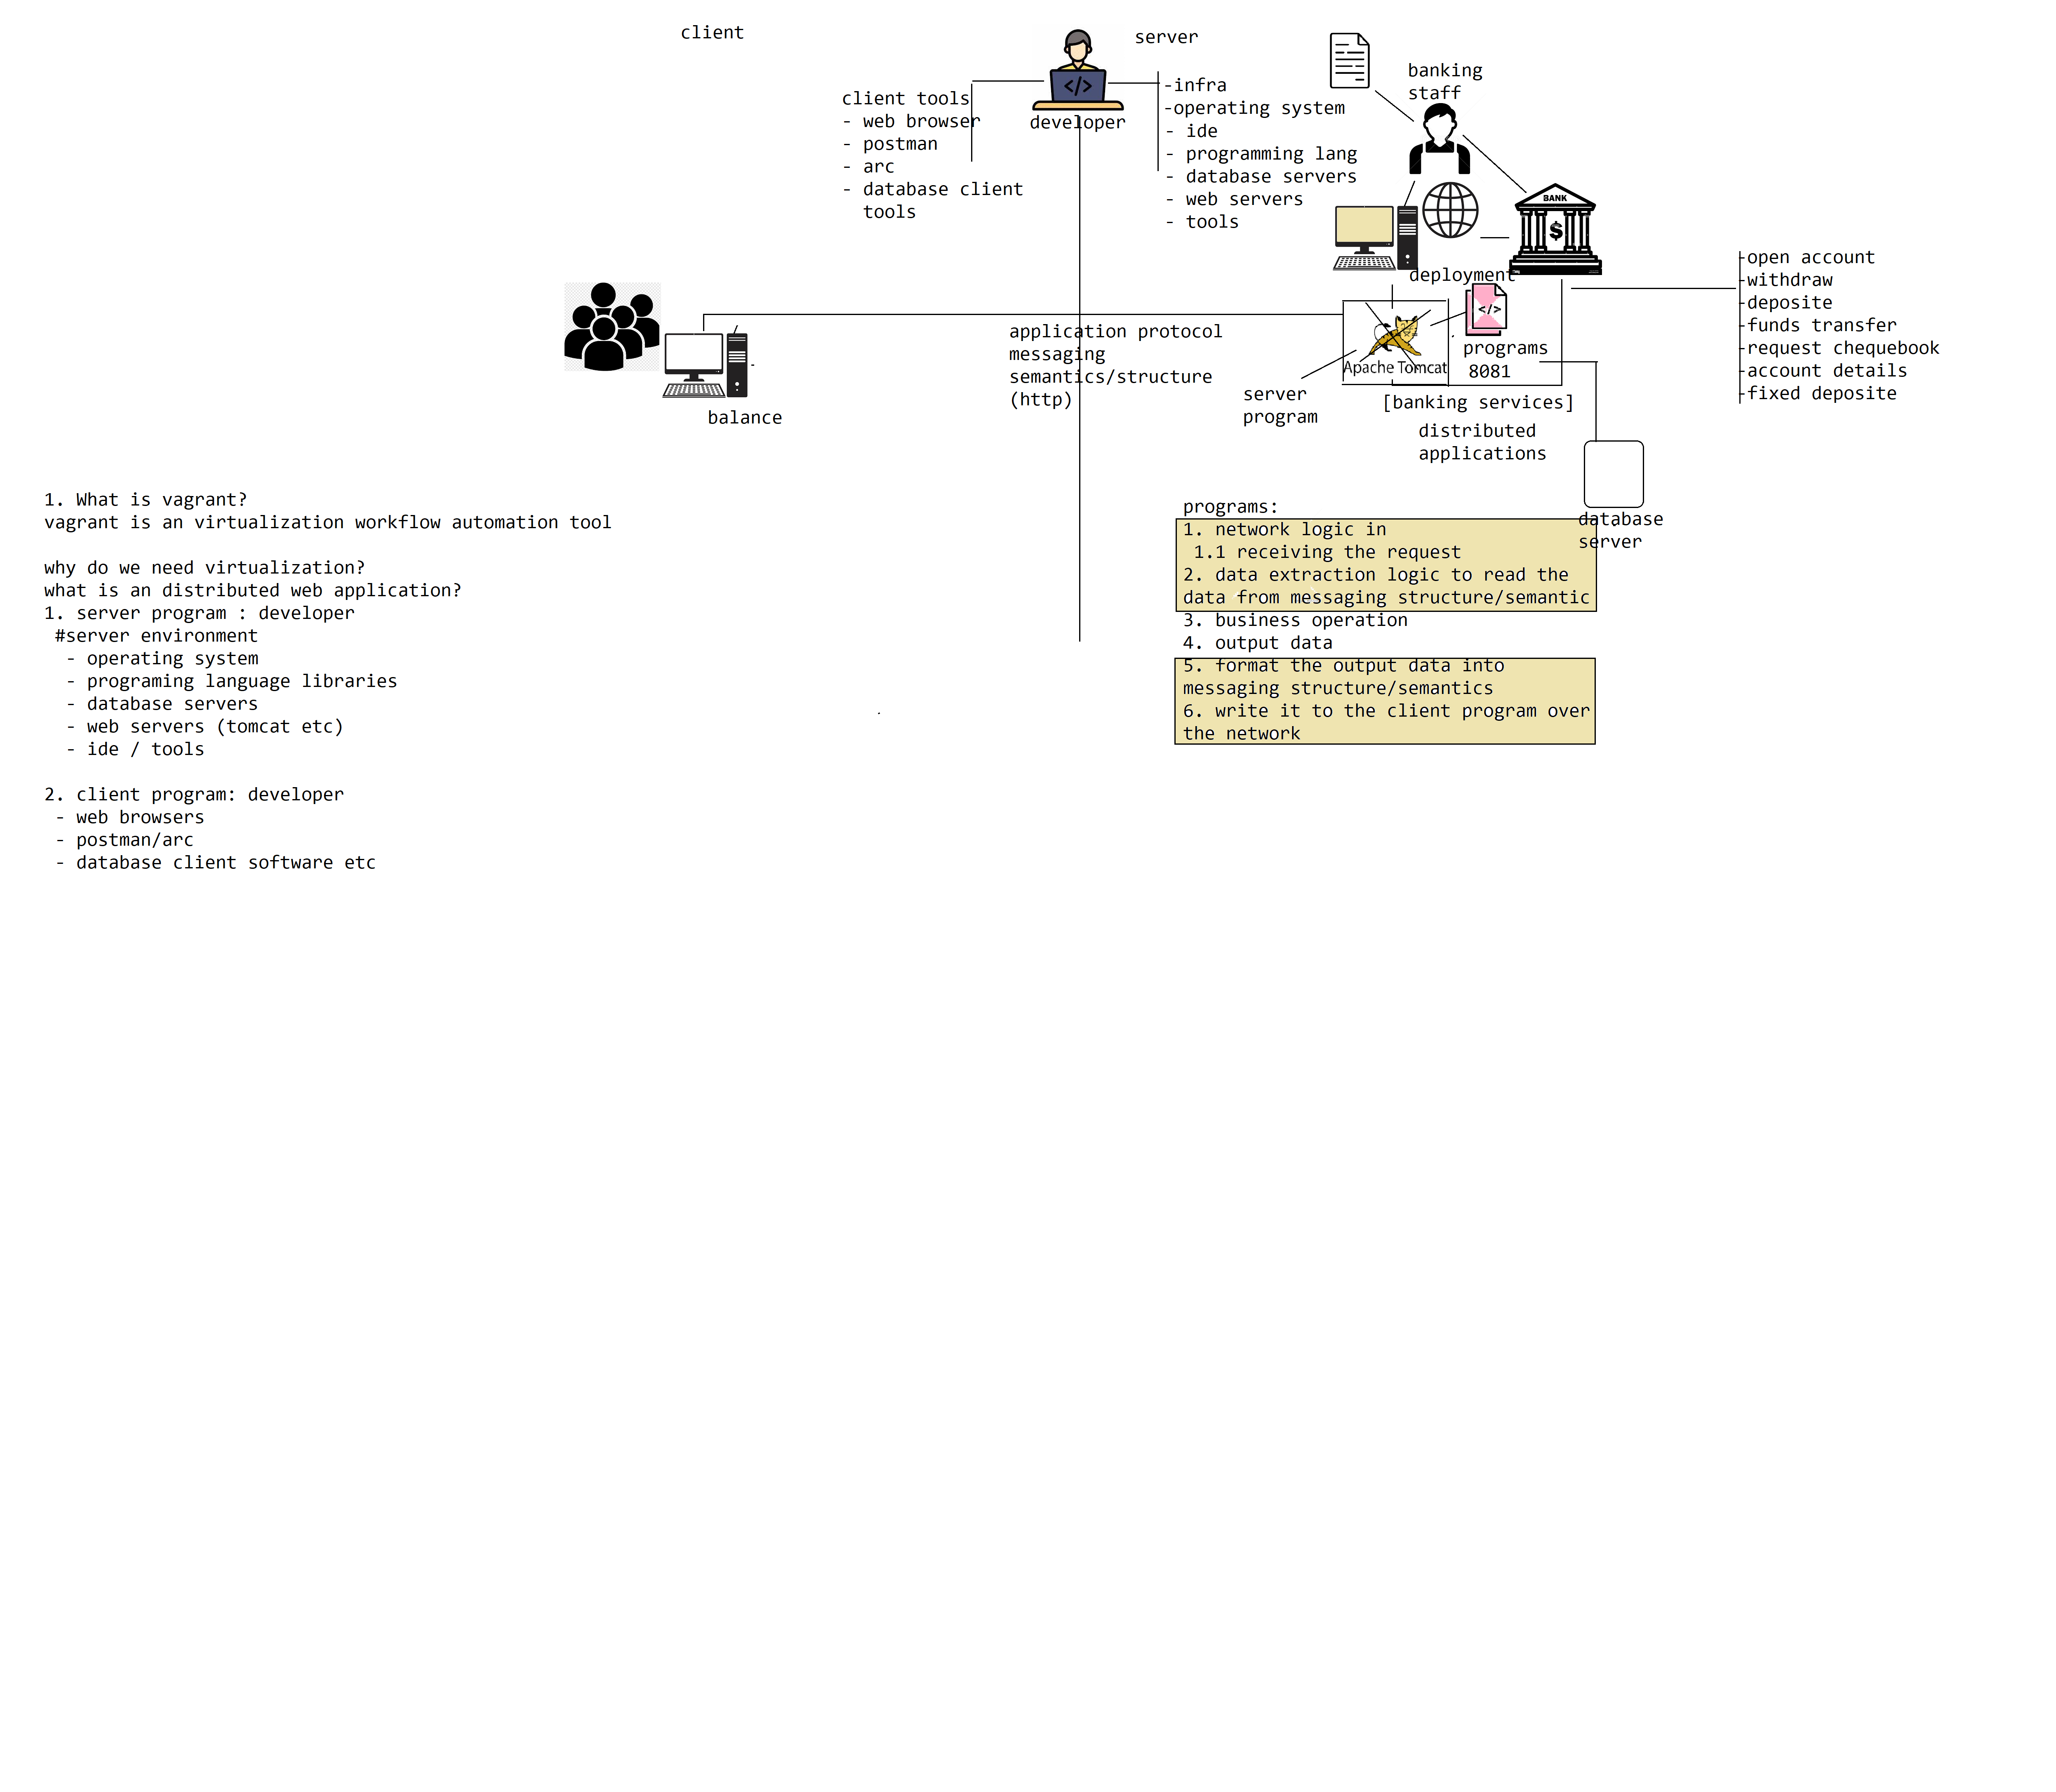 client
server
client tools
- web browser
- postman
- arc
- database client
tools
developer
-infra
-operating system
- ide
- programming lang
- database servers
- web servers
- tools
banking
staff
BANK
$
deployment
-open account
-withdraw
-deposite
-funds transfer
-request chequebook
-account details
-fixed deposite
balance
application protocol
messaging
semantics/structure
(http)
server
program
Apache Tomcat
</>
</>
programs
8081
[banking services]
distributed
applications
database
server
1. What is vagrant?
vagrant is an virtualization workflow automation tool
why do we need virtualization?
what is an distributed web application?
1. server program : developer
#server environment
- operating system
- programing language libraries
- database servers
- web servers (tomcat etc)
- ide / tools
2. client program: developer
- web browsers
- postman/arc
- database client software etc
programs:
1. network logic in
1.1 receiving the request
2. data extraction logic to read the
data from messaging structure/semantic
3. business operation
4. output data
5. format the output data into
messaging structure/semantics
6. write it to the client program over
the network